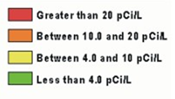 Greater than 20 pCi/L
Between 10.0 and 20 pCi/L
Between 4.0 and 10 pCi/L
Less than 4.0 pCi/L